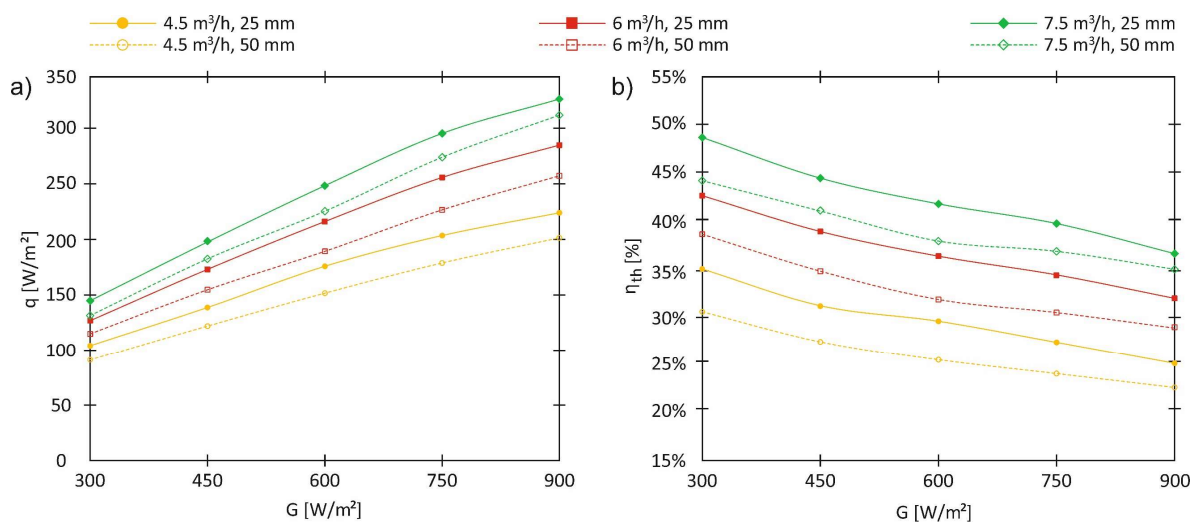 4.5 m³/h, 25 mm
6 m³/h, 25 mm
7.5 m³/h, 25 mm
4.5 m³/h, 50 mm
6 m³/h, 50 mm
7.5 m³/h, 50 mm
a)
350
300
250
200
150
100
50
0
q [W/m²]
300 450 600 750 900
G [W/m²]
b)
55%
50%
45%
40%
35%
30%
25%
20%
15%
ηth [%]
300 450 600 750 900
G [W/m²]